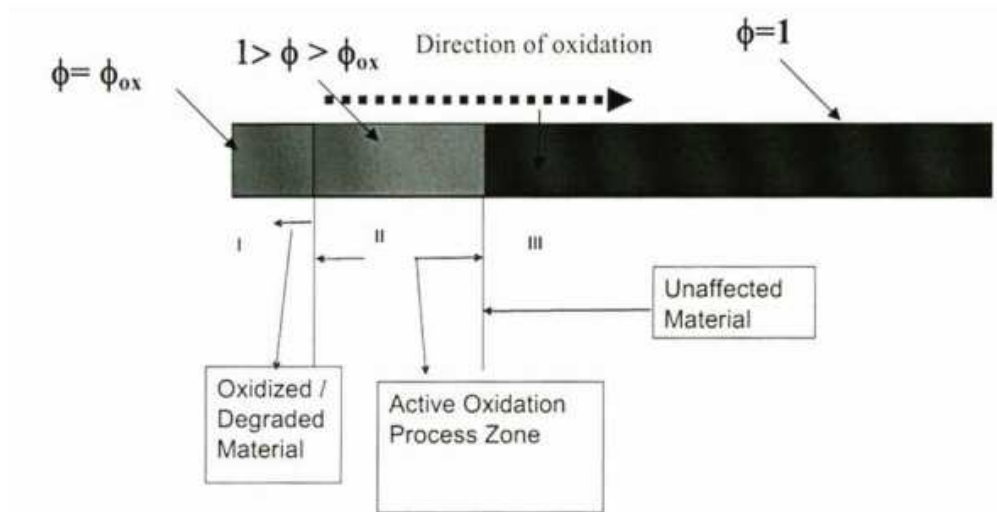 Direction of oxidation
ϕ=1
1> ϕ > ϕox
ϕ= ϕox
I
II
III
Unaffected
Material
Oxidized /
Degraded
Material
Active Oxidation
Process Zone